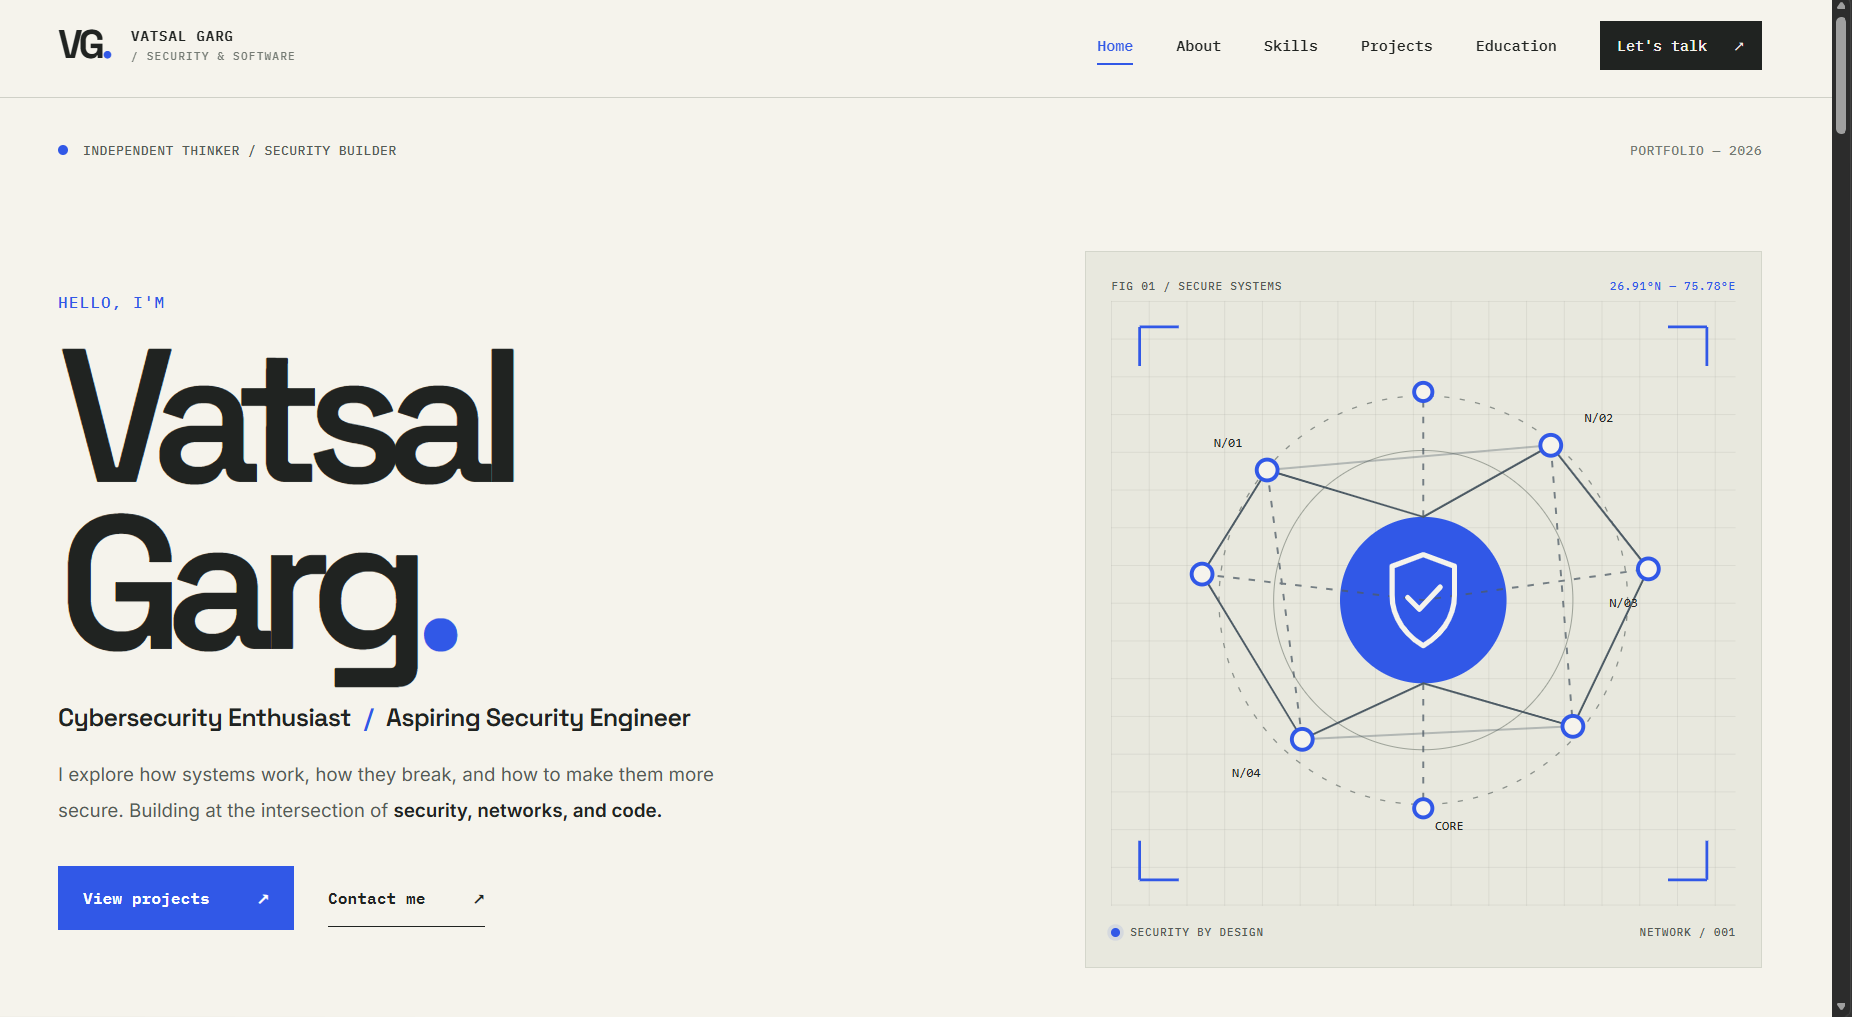 VG.
VATSAL GARG
/ SECURITY & SOFTWARE
Home
About
Skills
Projects
Education
Let's talk ↗
INDEPENDENT THINKER / SECURITY BUILDER
PORTFOLIO — 2026
HELLO, I'M
Vatsal
Garg.
Cybersecurity Enthusiast / Aspiring Security Engineer
I explore how systems work, how they break, and how to make them more
secure. Building at the intersection of security, networks, and code.
View projects ↗
Contact me ↗
FIG 01 / SECURE SYSTEMS
26.91°N — 75.78°E
N/01
N/02
N/03
N/04
CORE
SECURITY BY DESIGN
NETWORK / 001